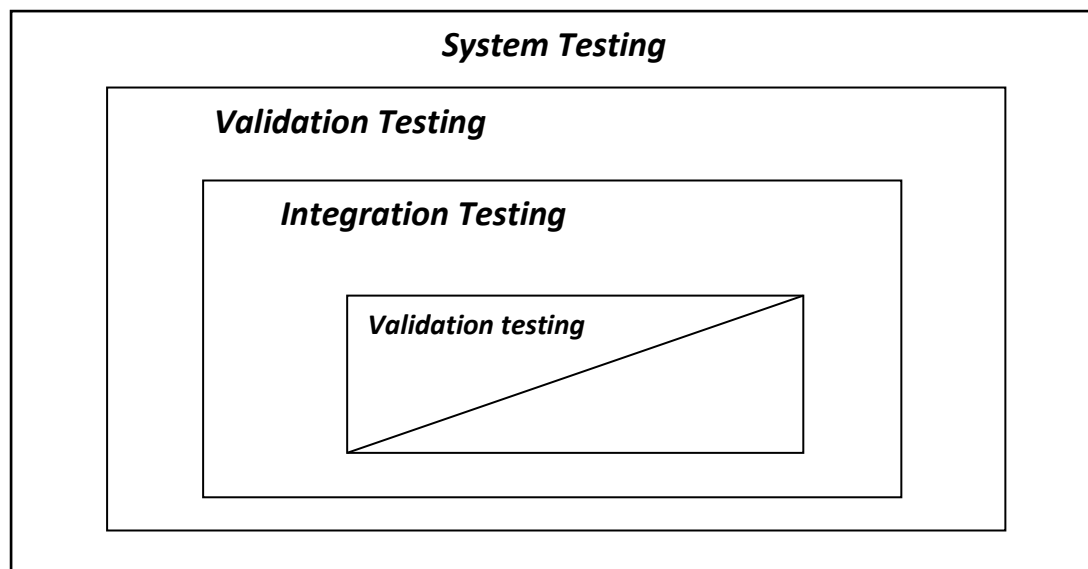 System Testing
Validation Testing
Integration Testing
Validation testing